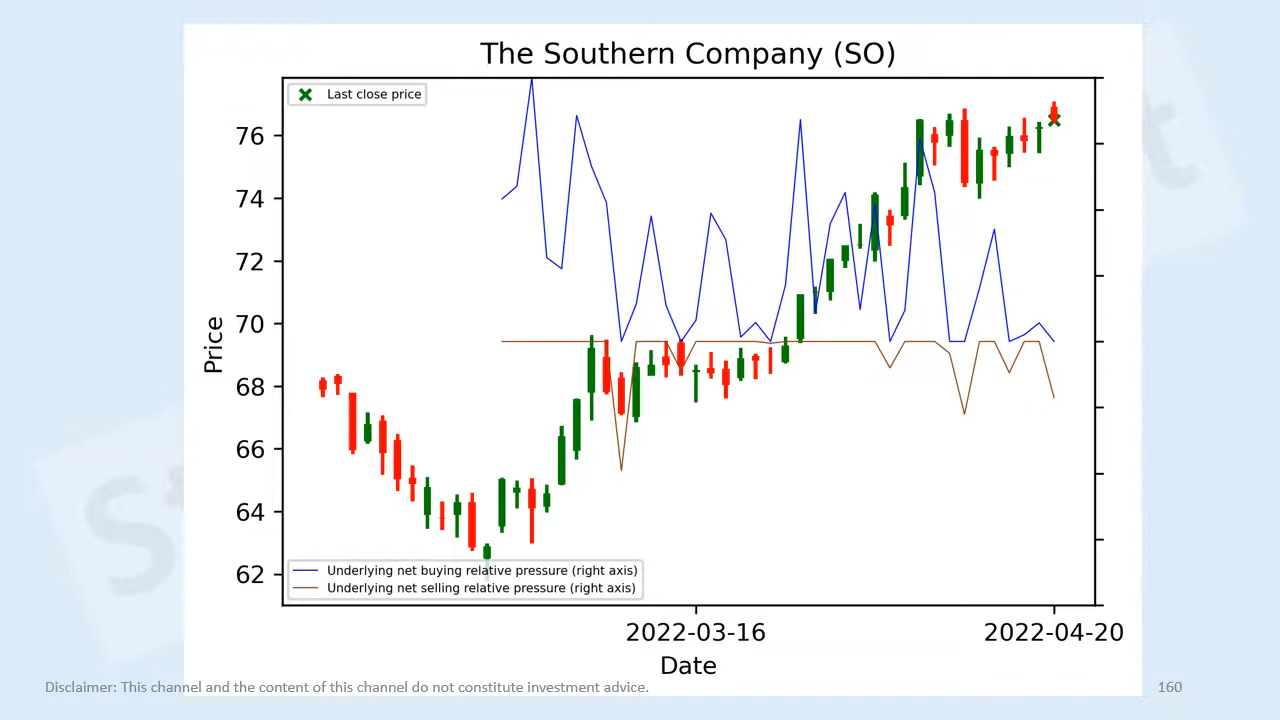 The Southern Company (SO)
Last close price
76
74
72
70
68
66
64
62
Price
Underlying net buying relative pressure (right axis)
Underlying net selling relative pressure (right axis)
2022-03-16
2022-04-20
Date
Disclaimer: This channel and the content of this channel do not constitute investment advice.
160